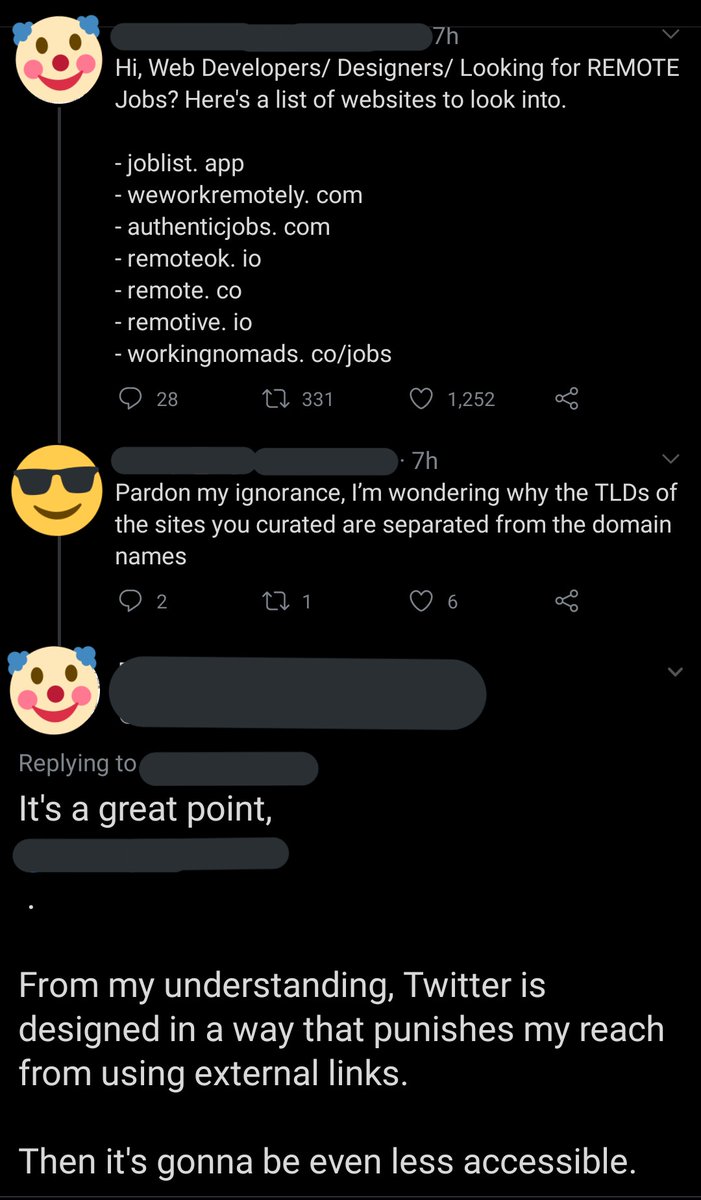 7h
Hi, Web Developers/ Designers/ Looking for REMOTE
Jobs? Here's a list of websites to look into.
- joblist. app
- weworkremotely. com
- authenticjobs. com
- remoteok. io
- remote. co
- remotive. io
- workingnomads. co/jobs
28 331 1,252
· 7h
Pardon my ignorance, I’m wondering why the TLDs of
the sites you curated are separated from the domain
names
2 1 6
Replying to
It's a great point,
.
From my understanding, Twitter is
designed in a way that punishes my reach
from using external links.
Then it's gonna be even less accessible.